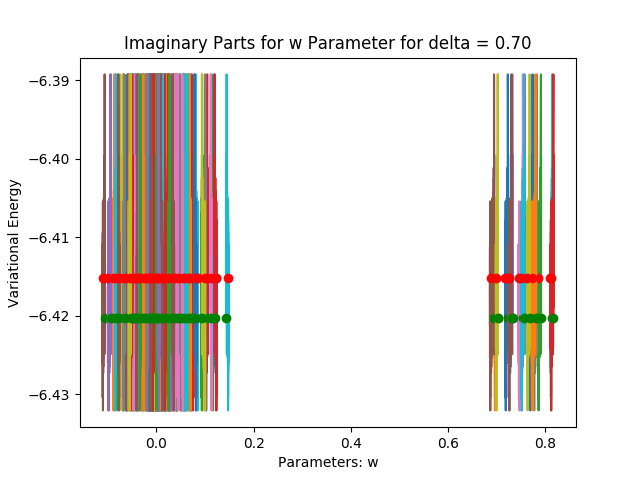 Imaginary Parts for w Parameter for delta = 0.70
−6.39
−6.40
−6.41
−6.42
−6.43
Variational Energy
0.0 0.2 0.4 0.6 0.8
Parameters: w